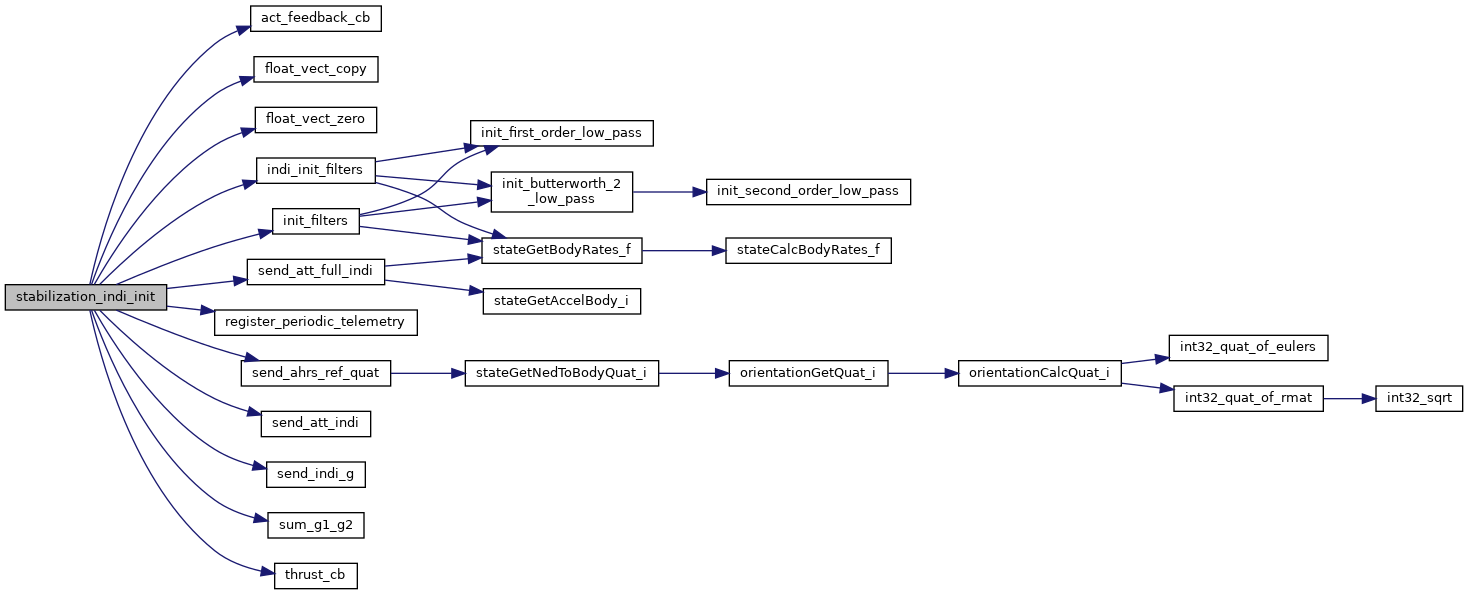 act_feedback_cb
float_vect_copy
float_vect_zero
init_first_order_low_pass
indi_init_filters
init_butterworth_2
_low_pass
init_second_order_low_pass
init_filters
stateGetBodyRates_f
stateCalcBodyRates_f
send_att_full_indi
stabilization_indi_init
stateGetAccelBody_i
register_periodic_telemetry
int32_quat_of_eulers
send_ahrs_ref_quat
stateGetNedToBodyQuat_i
orientationGetQuat_i
orientationCalcQuat_i
int32_quat_of_rmat
int32_sqrt
send_att_indi
send_indi_g
sum_g1_g2
thrust_cb